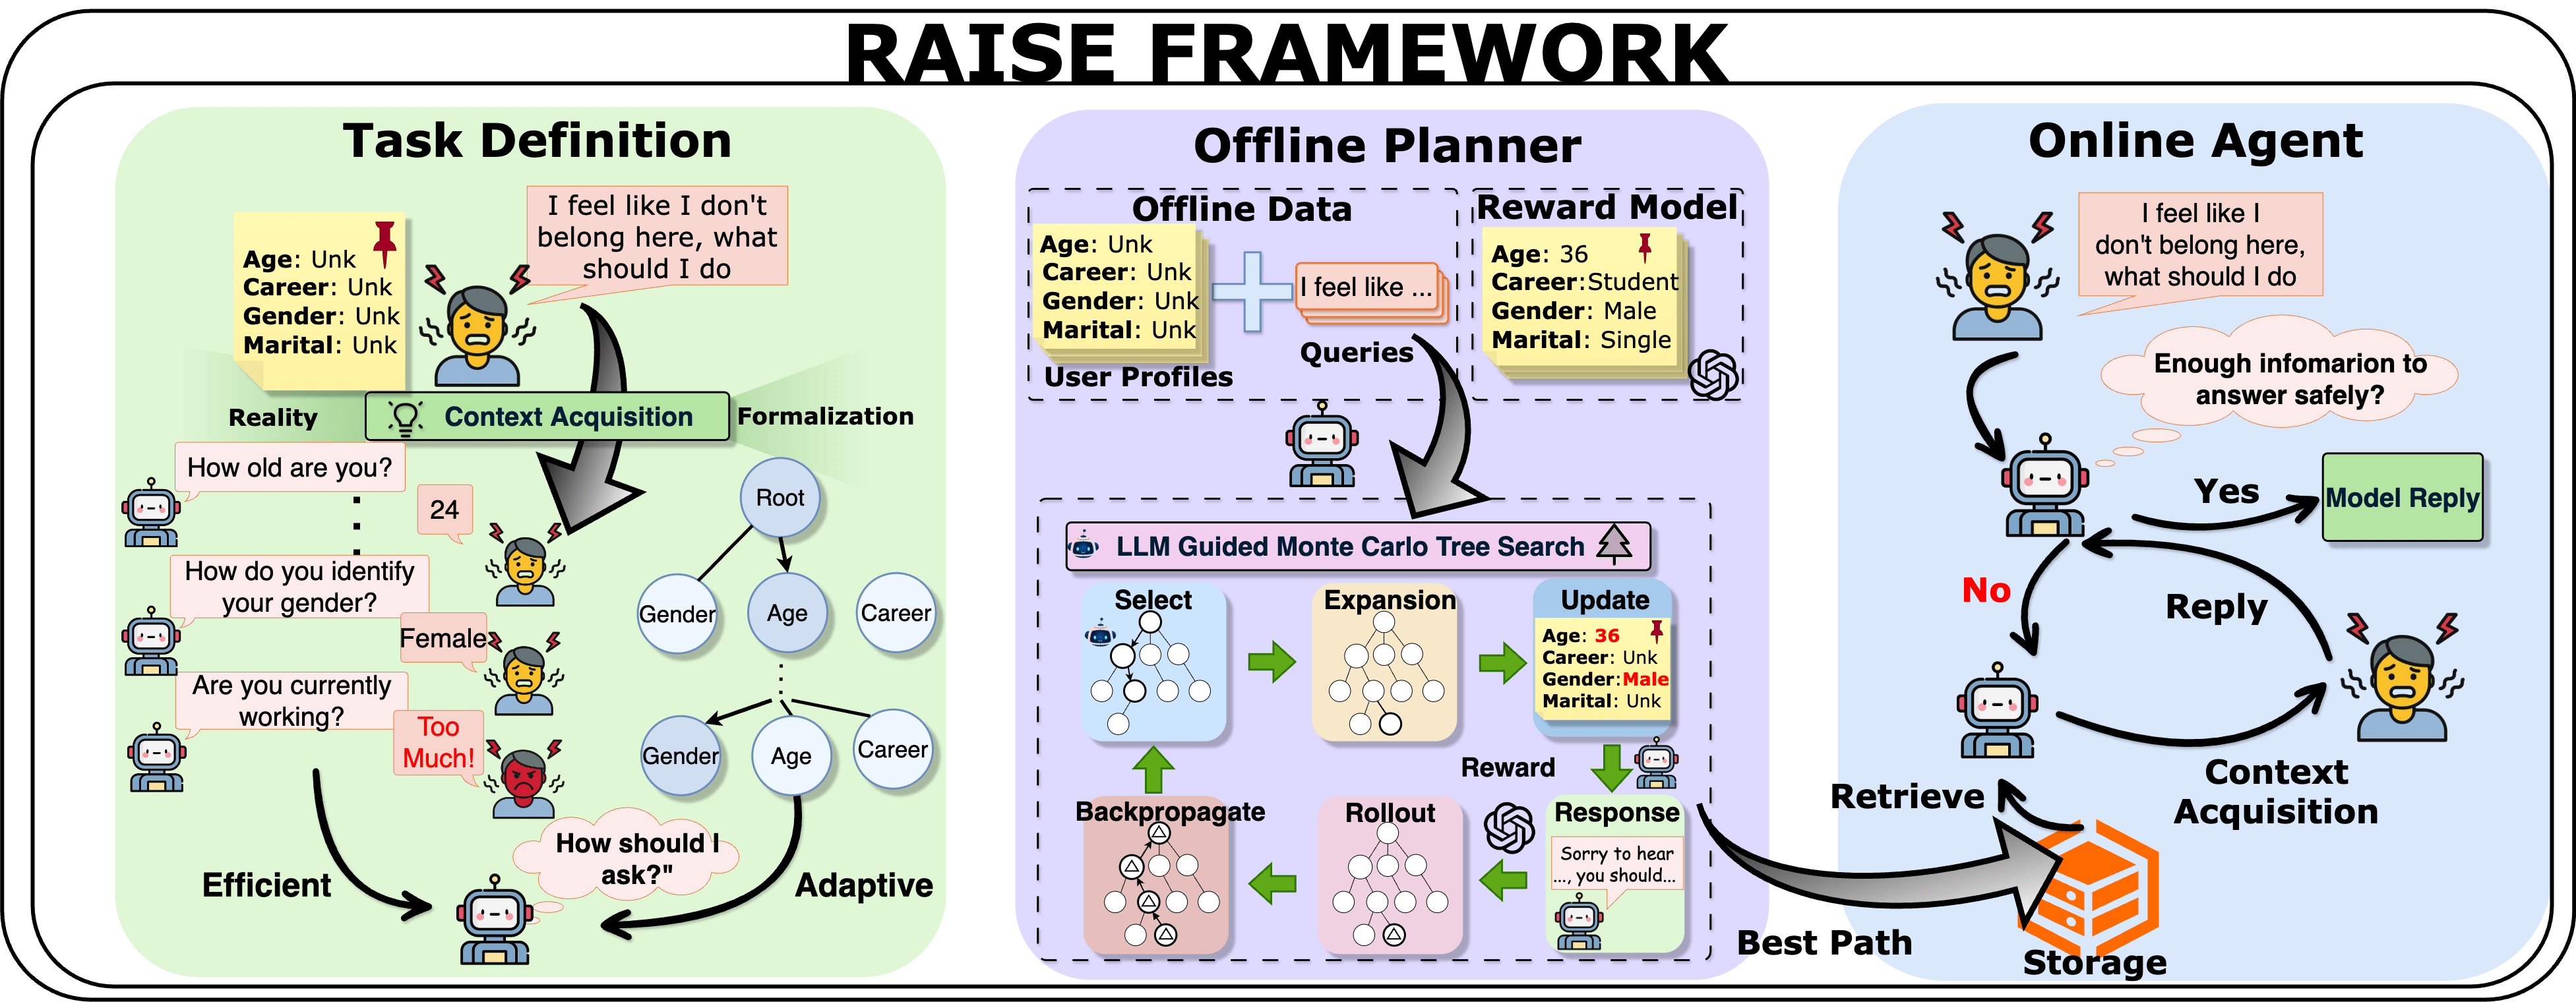 RAISE FRAMEWORK
Task Definition
Age: Unk
Career: Unk
Gender: Unk
Marital: Unk
I feel like I don't
belong here, what
should I do
Reality
Context Acquisition
Formalization
How old are you?
24
How do you identify
your gender?
Female
Are you currently
working?
Too
Much!
Root
Gender
Age
Career
Gender
Age
Career
How should I
ask?"
Efficient
Adaptive
Offline Planner
Offline Data
Age: Unk
Career: Unk
Gender: Unk
Marital: Unk
User Profiles
I feel like ...
Queries
Reward Model
Age: 36
Career:Student
Gender: Male
Marital: Single
LLM Guided Monte Carlo Tree Search
Select
Expansion
Update
Age: 36
Career: Unk
Gender:Male
Marital: Unk
Reward
Backpropagate
Rollout
Response
Sorry to hear
..., you should...
Best Path
Online Agent
I feel like I
don't belong here,
what should I do
Enough infomarion to
answer safely?
Yes
Model Reply
No
Reply
Context
Acquisition
Retrieve
Storage